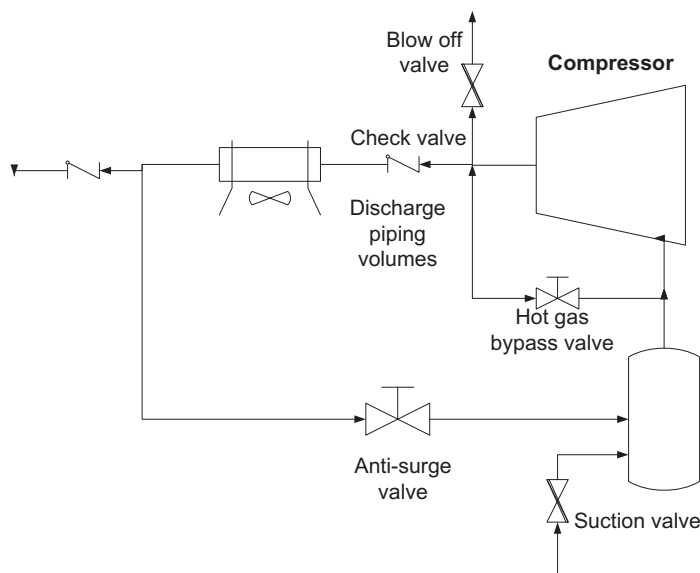 Blow off
valve
Compressor
Check valve
Discharge
piping
volumes
Hot gas
bypass valve
Anti-surge
valve
Suction valve